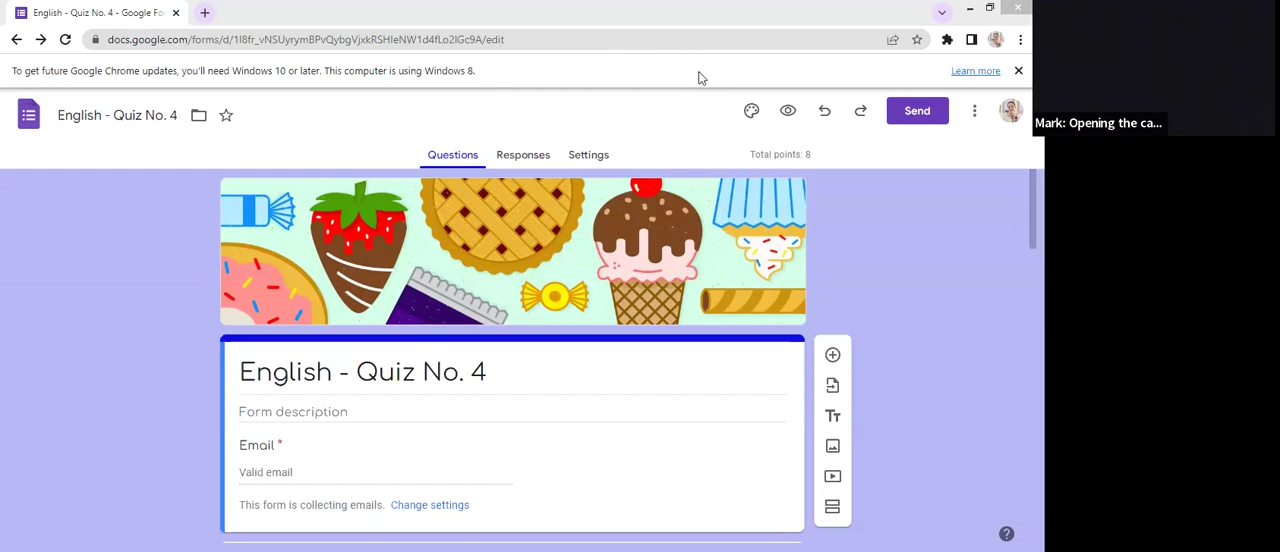 English - Quiz No. 4 - Google Fo
docs.google.com/forms/d/1I8fr_vNSUyrymBPvQybgVjxkRSHIeNW1d4fLo2IGc9A/edit
To get future Google Chrome updates, you'll need Windows 10 or later. This computer is using Windows 8.
Learn more
Mark: Opening the ca...
English - Quiz No. 4
Send
Questions
Responses
Settings
Total points: 8
English - Quiz No. 4
Form description
Email *
Valid email
This form is collecting emails. Change settings